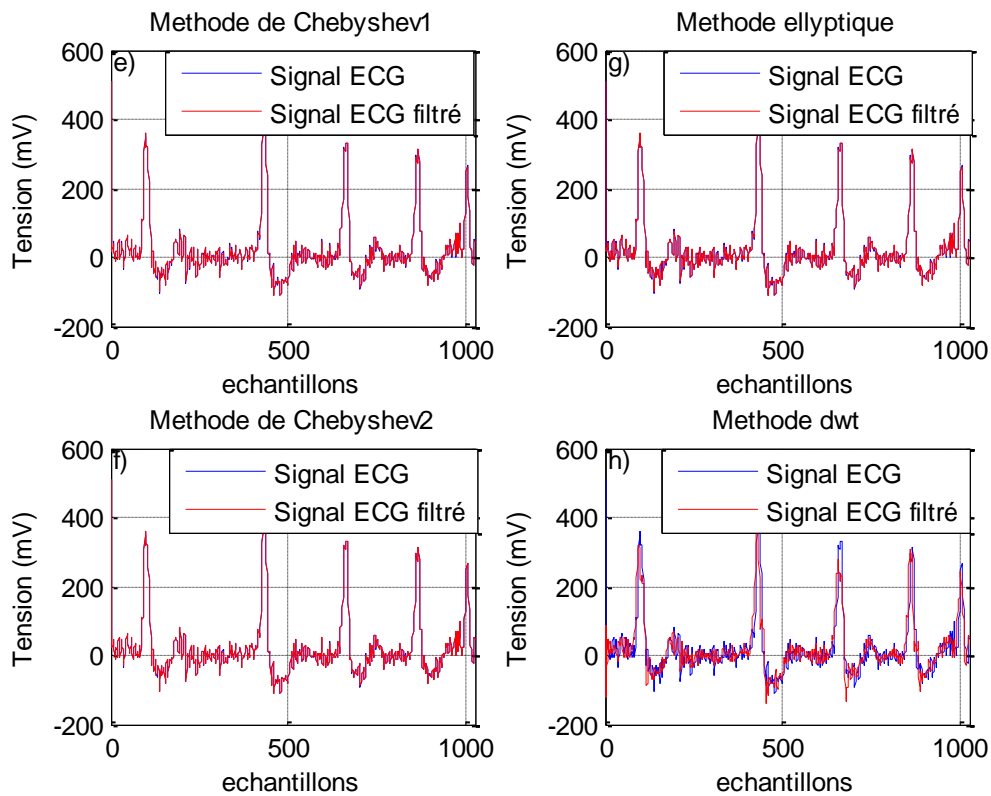 Methode de Chebyshev1
e)
Signal ECG
Signal ECG filtré
600
400
200
0
-200
Tension (mV)
0 500 1000
echantillons
Methode ellyptique
g)
Signal ECG
Signal ECG filtré
600
400
200
0
-200
Tension (mV)
0 500 1000
echantillons
Methode de Chebyshev2
f)
Signal ECG
Signal ECG filtré
600
400
200
0
-200
Tension (mV)
0 500 1000
echantillons
Methode dwt
h)
Signal ECG
Signal ECG filtré
600
400
200
0
-200
Tension (mV)
0 500 1000
echantillons